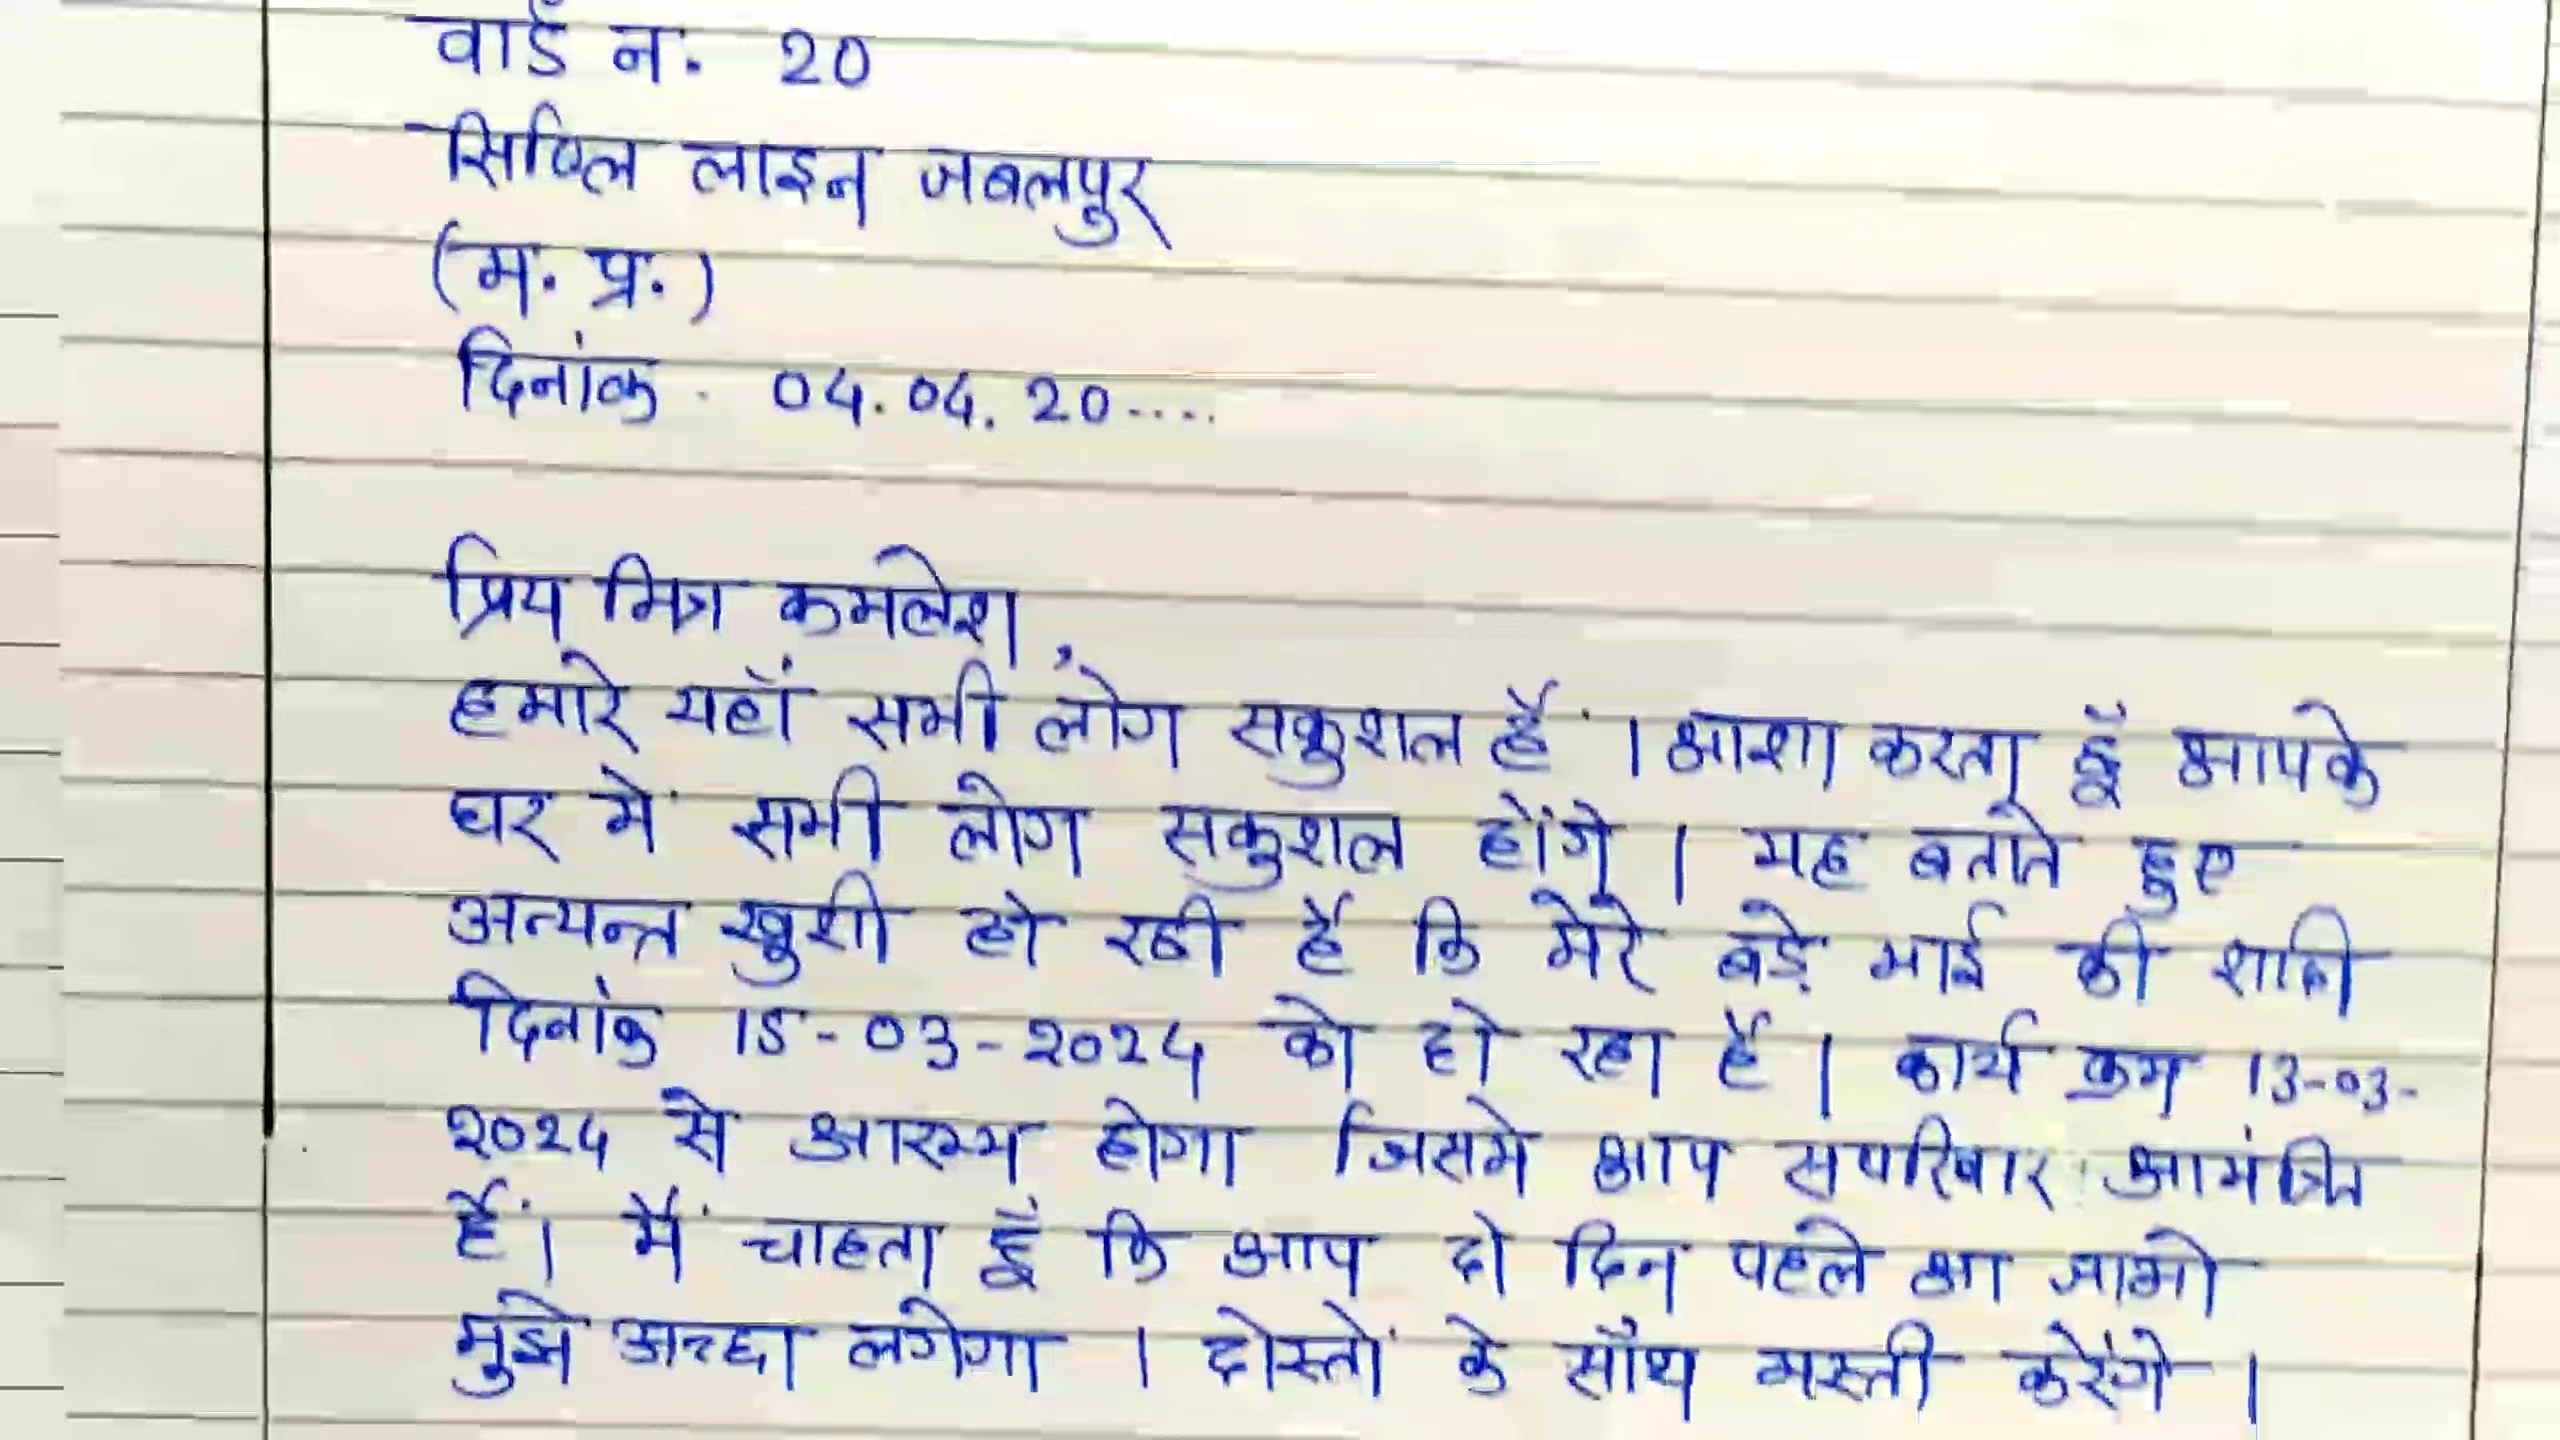 वार्ड न. 20
सिविल लाइन जबलपुर
(म. प्र.)
दिनांक . 04.04.20....
प्रिय मित्र कमलेश,
हमारे यहाँ सभी लोग सकुशल हैं । आशा करता हूँ आपके
घर में सभी लोग सकुशल होंगे । यह बताते हुए
अत्यन्त खुशी हो रही है कि मेरे बड़े भाई की शादी
दिनांक 15-03-2024 को हो रहा है । कार्य क्रम 13-03-
2024 से आरम्भ होगा जिसमे आप सपरिवार आमंत्रित
हैं। मैं चाहता हूँ कि आप दो दिन पहले आ जाओ
मुझे अच्छा लगेगा । दोस्तों के साथ मस्ती करेंगे ।